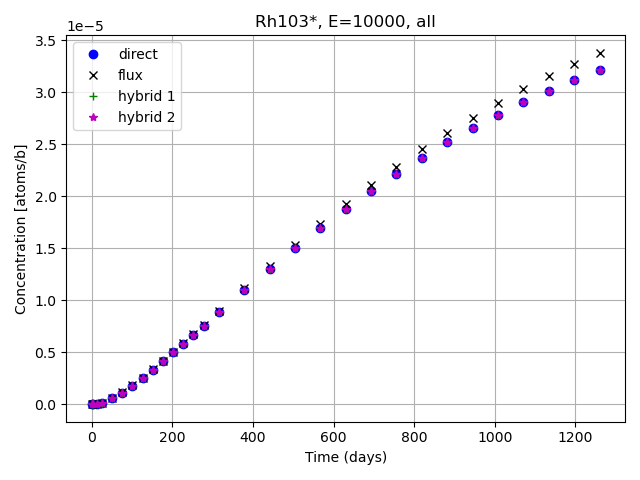 Rh103*, E=10000, all
1e−5
direct
flux
hybrid 1
hybrid 2
3.5
3.0
2.5
2.0
1.5
1.0
0.5
0.0
Concentration [atoms/b]
0 200 400 600 800 1000 1200
Time (days)